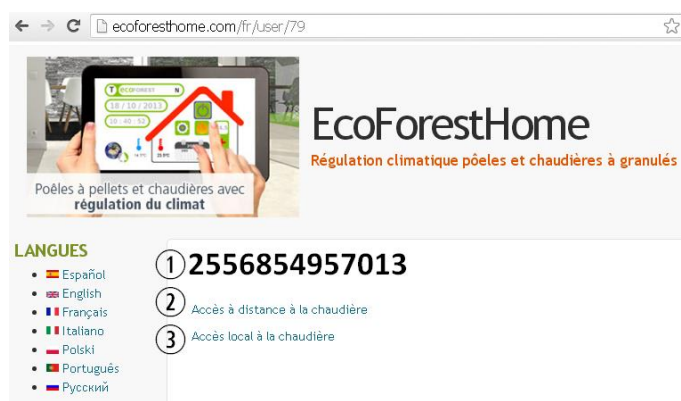 ecoforesthome.com/fr/user/79
T ECOFOREST N
18 / 10 / 2013
10 : 40 : 52
Poêles à pellets et chaudières avec
régulation du climat
EcoForestHome
Régulation climatique pôeles et chaudières à granulés
LANGUES
Español
English
Français
Italiano
Polski
Português
Русский
1 2556854957013
2 Accès à distance à la chaudière
3 Accès local à la chaudière